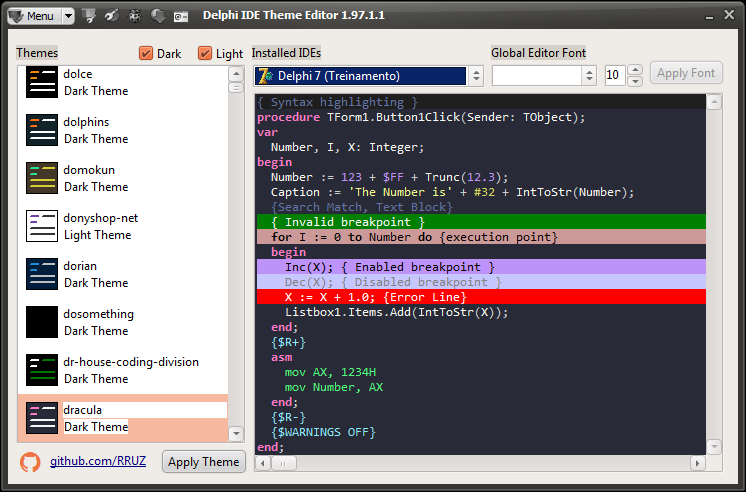 Menu
Delphi IDE Theme Editor 1.97.1.1
Themes
Dark
Light
Installed IDEs
Global Editor Font
Delphi 7 (Treinamento)
10
Apply Font
dolce
Dark Theme
dolphins
Dark Theme
domokun
Dark Theme
donyshop-net
Light Theme
dorian
Dark Theme
dosomething
Dark Theme
dr-house-coding-division
Dark Theme
dracula
Dark Theme
{ Syntax highlighting }
procedure TForm1.Button1Click(Sender: TObject);
var
  Number, I, X: Integer;
begin
  Number := 123 + $FF + Trunc(12.3);
  Caption := 'The Number is' + #32 + IntToStr(Number);
  {Search Match, Text Block}
  { Invalid breakpoint }
  for I := 0 to Number do {execution point}
  begin
    Inc(X); { Enabled breakpoint }
    Dec(X); { Disabled breakpoint }
    X := X + 1.0; {Error Line}
    Listbox1.Items.Add(IntToStr(X));
  end;
  {$R+}
  asm
    mov AX, 1234H
    mov Number, AX
  end;
  {$R-}
  {$WARNINGS OFF}
end;
github.com/RRUZ
Apply Theme